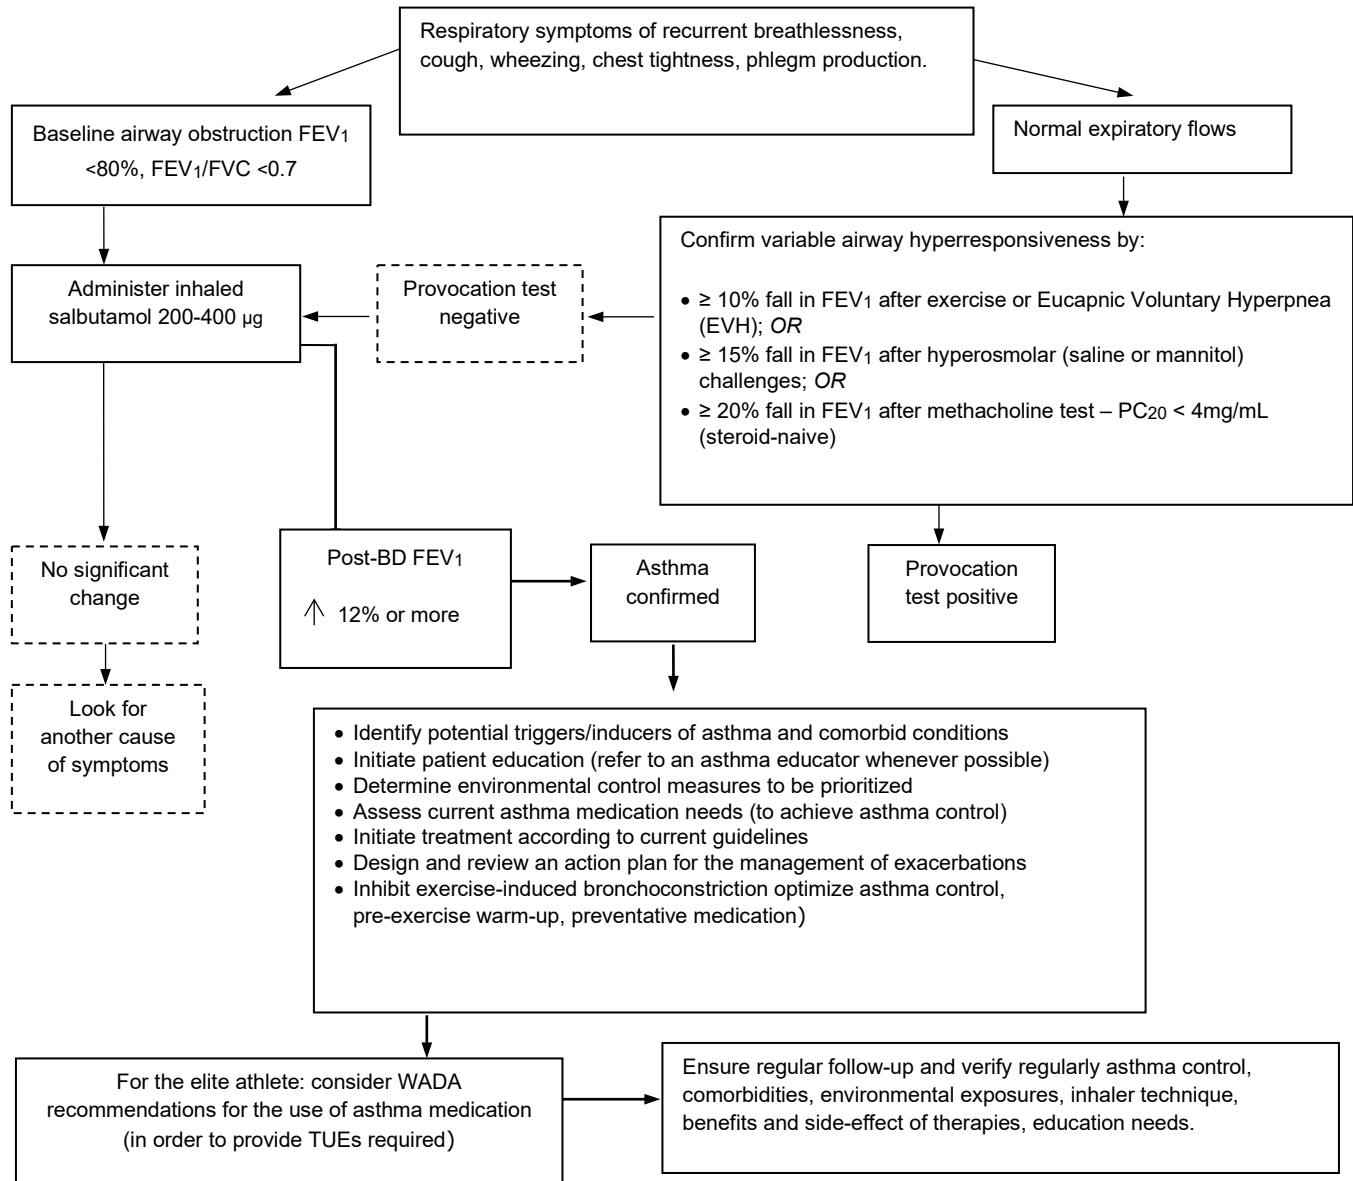 Respiratory symptoms of recurrent breathlessness,
cough, wheezing, chest tightness, phlegm production.
Baseline airway obstruction FEV1
<80%, FEV1/FVC <0.7
Normal expiratory flows
Administer inhaled
salbutamol 200-400 µg
Provocation test
negative
Confirm variable airway hyperresponsiveness by:
• ≥ 10% fall in FEV1 after exercise or Eucapnic Voluntary Hyperpnea
(EVH); OR
• ≥ 15% fall in FEV1 after hyperosmolar (saline or mannitol)
challenges; OR
• ≥ 20% fall in FEV1 after methacholine test – PC20 < 4mg/mL
(steroid-naive)
No significant
change
Post-BD FEV1
↑ 12% or more
Asthma
confirmed
Provocation
test positive
Look for
another cause
of symptoms
• Identify potential triggers/inducers of asthma and comorbid conditions
• Initiate patient education (refer to an asthma educator whenever possible)
• Determine environmental control measures to be prioritized
• Assess current asthma medication needs (to achieve asthma control)
• Initiate treatment according to current guidelines
• Design and review an action plan for the management of exacerbations
• Inhibit exercise-induced bronchoconstriction optimize asthma control,
pre-exercise warm-up, preventative medication)
For the elite athlete: consider WADA
recommendations for the use of asthma medication
(in order to provide TUEs required)
Ensure regular follow-up and verify regularly asthma control,
comorbidities, environmental exposures, inhaler technique,
benefits and side-effect of therapies, education needs.